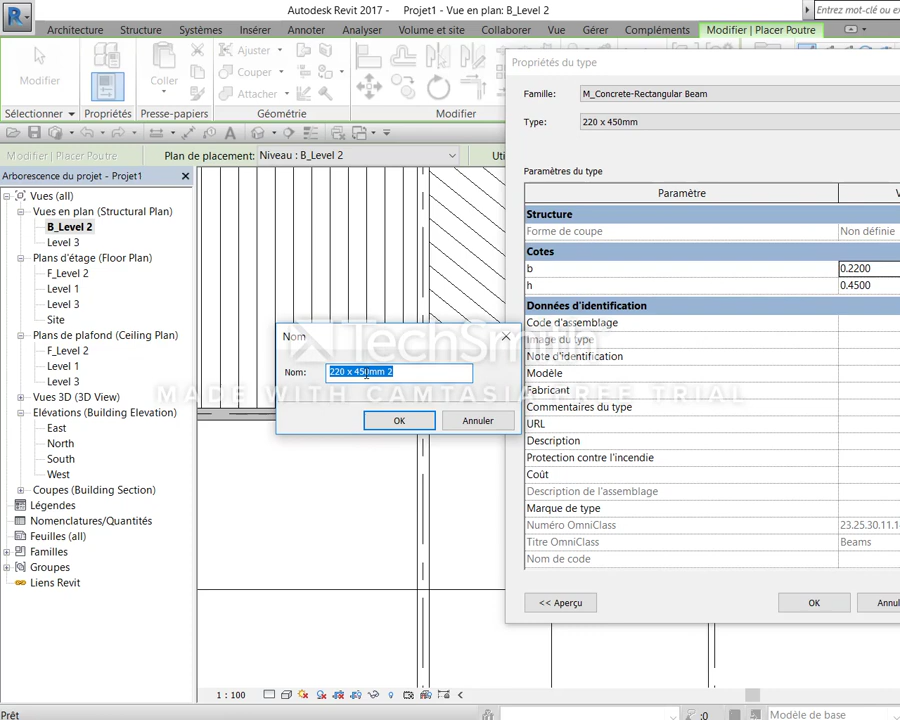 Autodesk Revit 2017 - Projet1 - Vue en plan: B_Level 2
Entrez mot-clé ou
Architecture Structure Systèmes Insérer Annoter Analyser Volume et site Collaborer Vue Gérer Compléments Modifier | Placer Poutre
Modifier
Coller
Ajuster
Couper
Attacher
Sélectionner Propriétés Presse-papiers Géométrie Modifier
Modifier | Placer Poutre
Plan de placement: Niveau : B_Level 2
Arborescence du projet - Projet1
Vues (all)
Vues en plan (Structural Plan)
B_Level 2
Level 3
Plans d'étage (Floor Plan)
F_Level 2
Level 1
Level 3
Site
Plans de plafond (Ceiling Plan)
F_Level 2
Level 1
Level 3
Vues 3D (3D View)
Elévations (Building Elevation)
East
North
South
West
Coupes (Building Section)
Légendes
Nomenclatures/Quantités
Feuilles (all)
Familles
Groupes
Liens Revit
Propriétés du type
Famille: M_Concrete-Rectangular Beam
Type: 220 x 450mm
Paramètres du type
Paramètre
Structure
Forme de coupe Non définie
Cotes
b 0.2200
h 0.4500
Données d'identification
Code d'assemblage
Image du type
Note d'identification
Modèle
Fabricant
Commentaires du type
URL
Description
Protection contre l'incendie
Coût
Description de l'assemblage
Marque de type
Numéro OmniClass 23.25.30.11.1
Titre OmniClass Beams
Nom de code
<< Aperçu OK Annul
Nom
Nom: 220 x 450mm 2
OK Annuler
TechSmith
MADE WITH CAMTASIA FREE TRIAL
1 : 100
Prêt
:0
Modèle de base